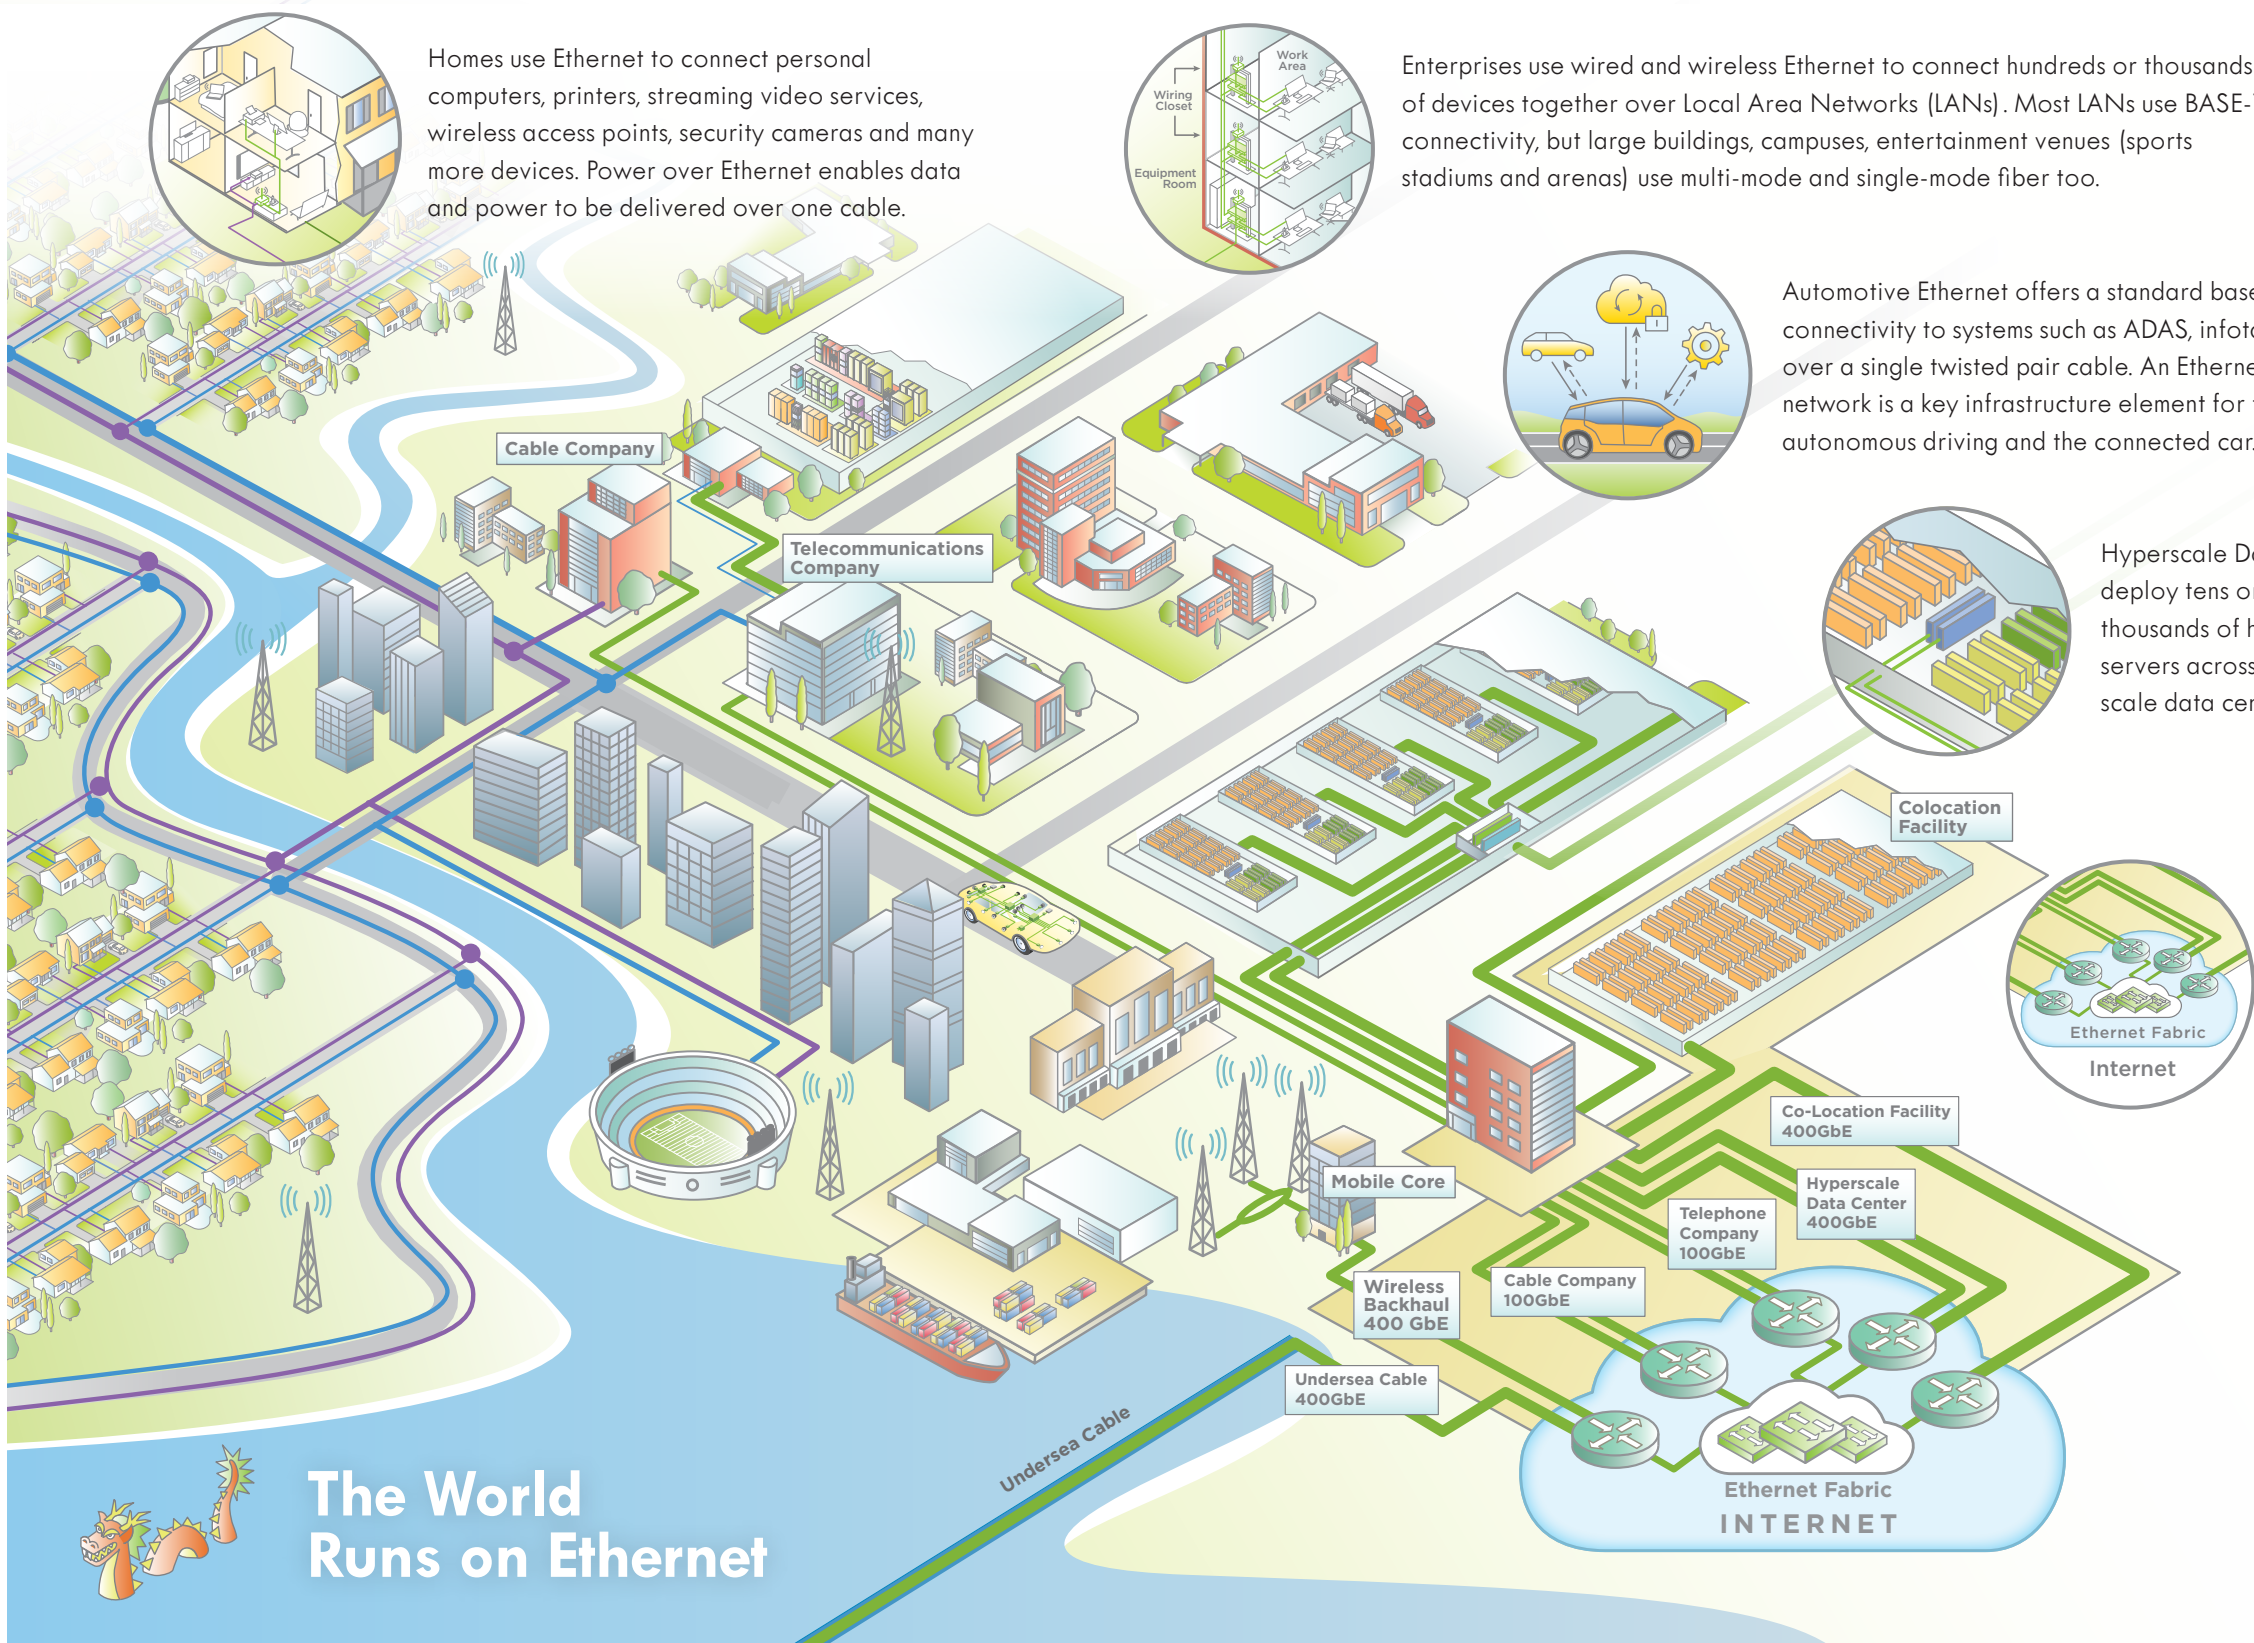 Homes use Ethernet to connect personal
computers, printers, streaming video services,
wireless access points, security cameras and many
more devices. Power over Ethernet enables data
and power to be delivered over one cable.
Work
Area
Wiring
Closet
Equipment
Room
Enterprises use wired and wireless Ethernet to connect hundreds or thousands
of devices together over Local Area Networks (LANs). Most LANs use BASE-
connectivity, but large buildings, campuses, entertainment venues (sports
stadiums and arenas) use multi-mode and single-mode fiber too.
Automotive Ethernet offers a standard base
connectivity to systems such as ADAS,
over a single twisted pair cable. An
network is a key infrastructure element for
autonomous driving and the connected car.
Hyperscale
deploy tens
thousands of
servers across
scale data
Cable Company
Telecommunications
Company
Colocation
Facility
Ethernet Fabric
Internet
Co-Location Facility
400GbE
Hyperscale
Data Center
400GbE
Telephone
Company
100GbE
Mobile Core
Wireless
Backhaul
400 GbE
Cable Company
100GbE
Undersea Cable
400GbE
Undersea Cable
Ethernet Fabric
INTERNET
The World
Runs on Ethernet